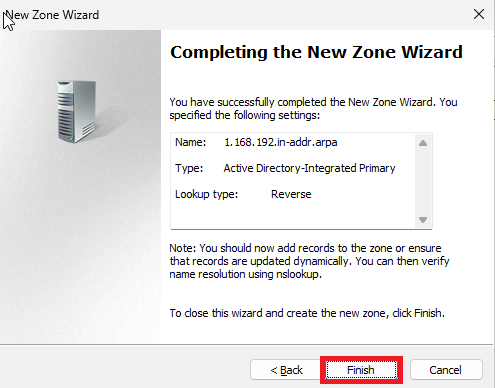 New Zone Wizard
Completing the New Zone Wizard
You have successfully completed the New Zone Wizard. You
specified the following settings:
Name: 1.168.192.in-addr.arpa
Type: Active Directory-Integrated Primary
Lookup type: Reverse
Note: You should now add records to the zone or ensure
that records are updated dynamically. You can then verify
name resolution using nslookup.
To close this wizard and create the new zone, click Finish.
< Back Finish Cancel